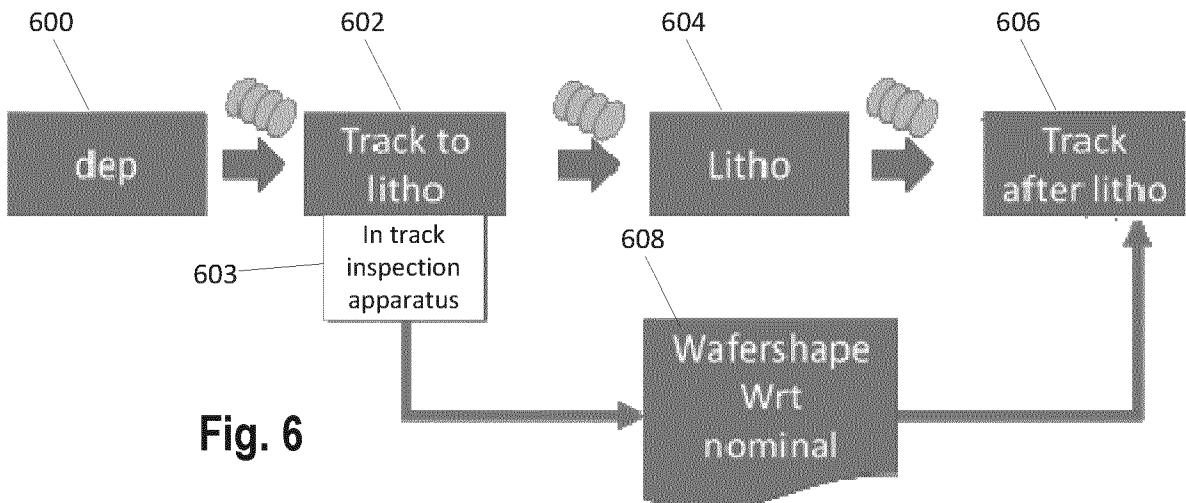 600
602
604
606
dep
Track to
litho
Litho
Track
after litho
603
In track
inspection
apparatus
608
Wafershape
Wrt
nominal
Fig. 6